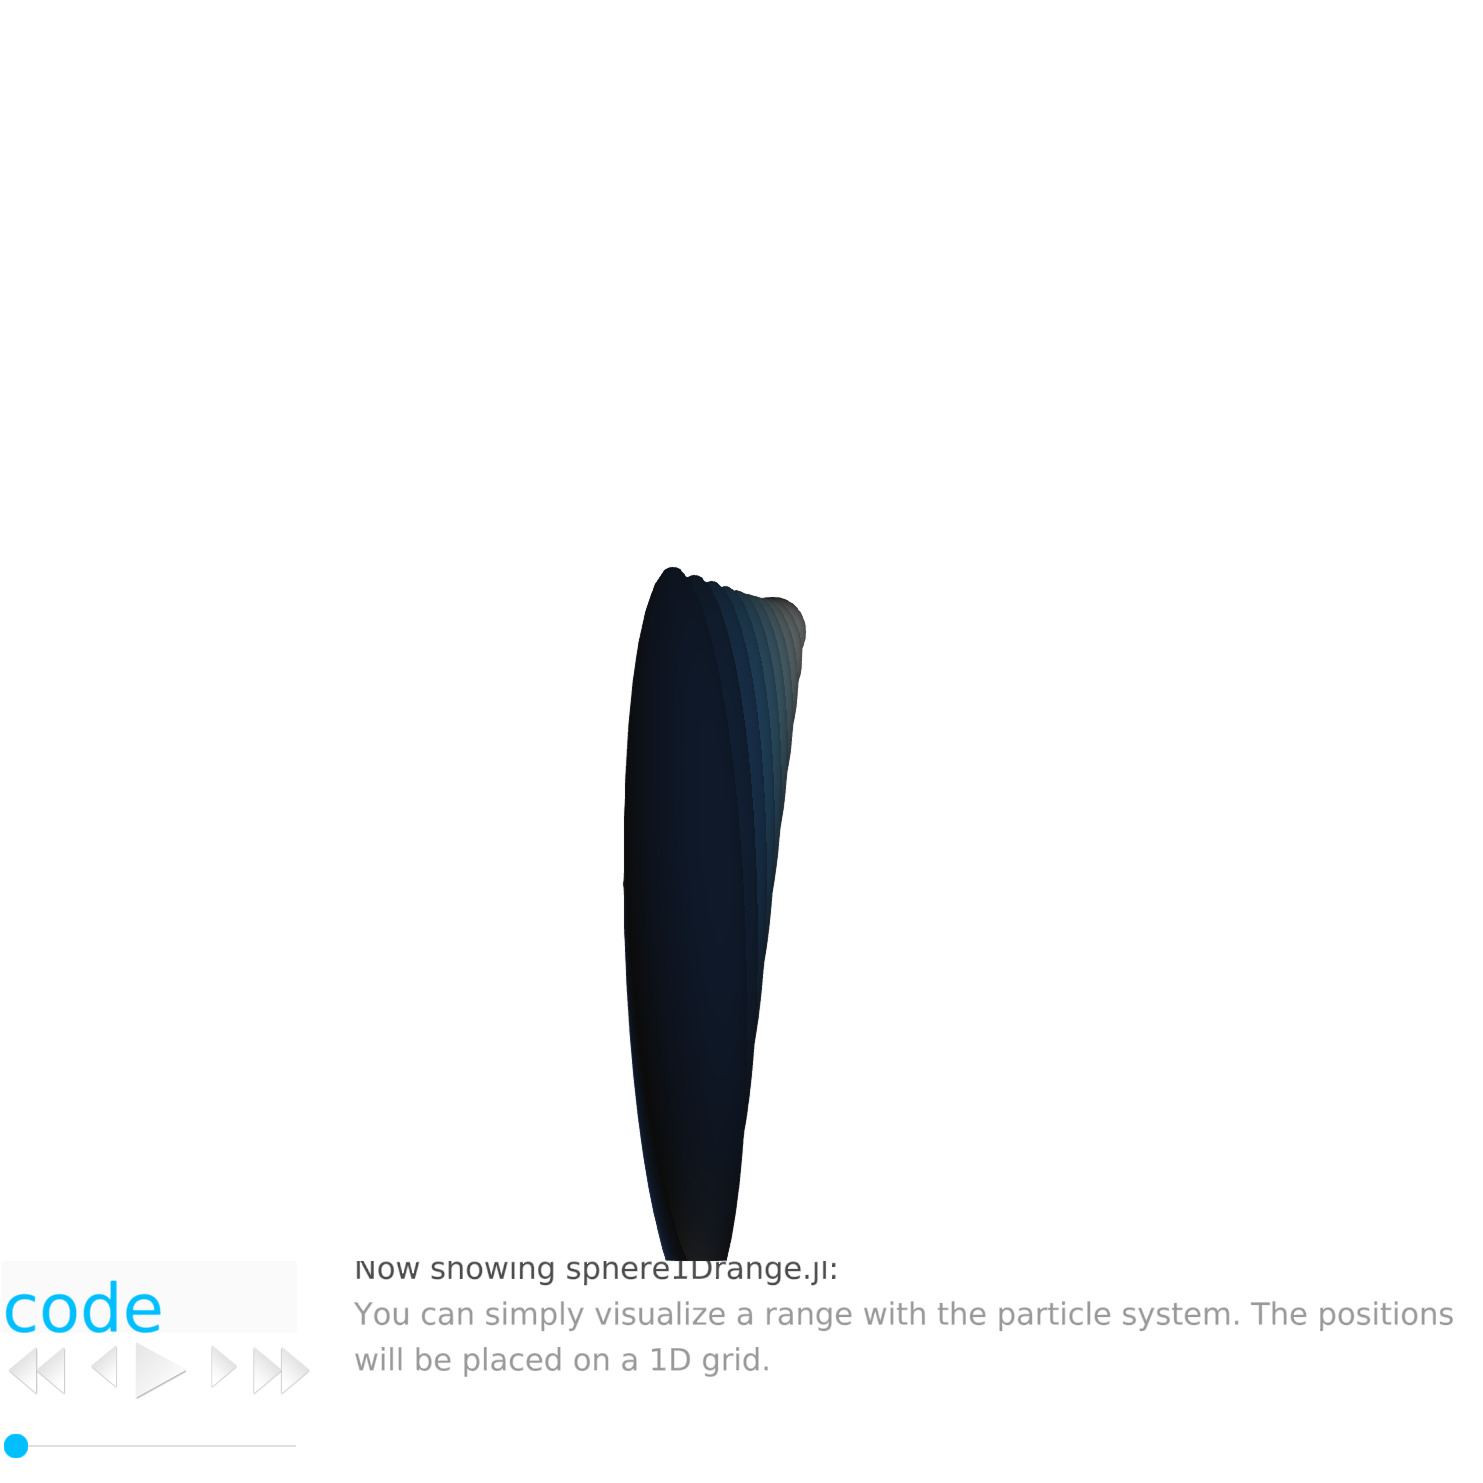 Now showing sphere1Drange.jl:
code
You can simply visualize a range with the particle system. The positions
will be placed on a 1D grid.